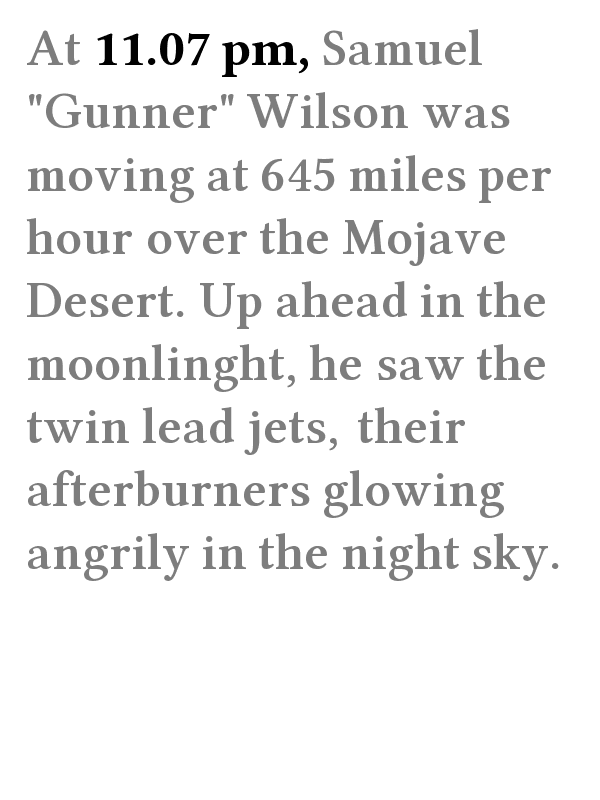 At 11.07 pm, Samuel
"Gunner" Wilson was
moving at 645 miles per
hour over the Mojave
Desert. Up ahead in the
moonlinght, he saw the
twin lead jets, their
afterburners glowing
angrily in the night sky.